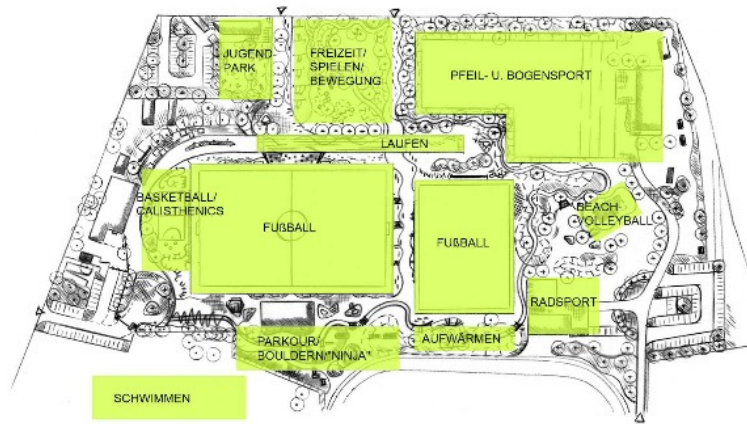 JUGEND-
PARK
FREIZEIT/
SPIELEN/
BEWEGUNG
PFEIL- U. BOGENSPORT
LAUFEN
BASKETBALL/
CALISTHENICS
FUßBALL
FUßBALL
BEACH-
VOLLEYBALL
RADSPORT
PARKOUR/
BOULDERN/"NINJA"
AUFWÄRMEN
SCHWIMMEN